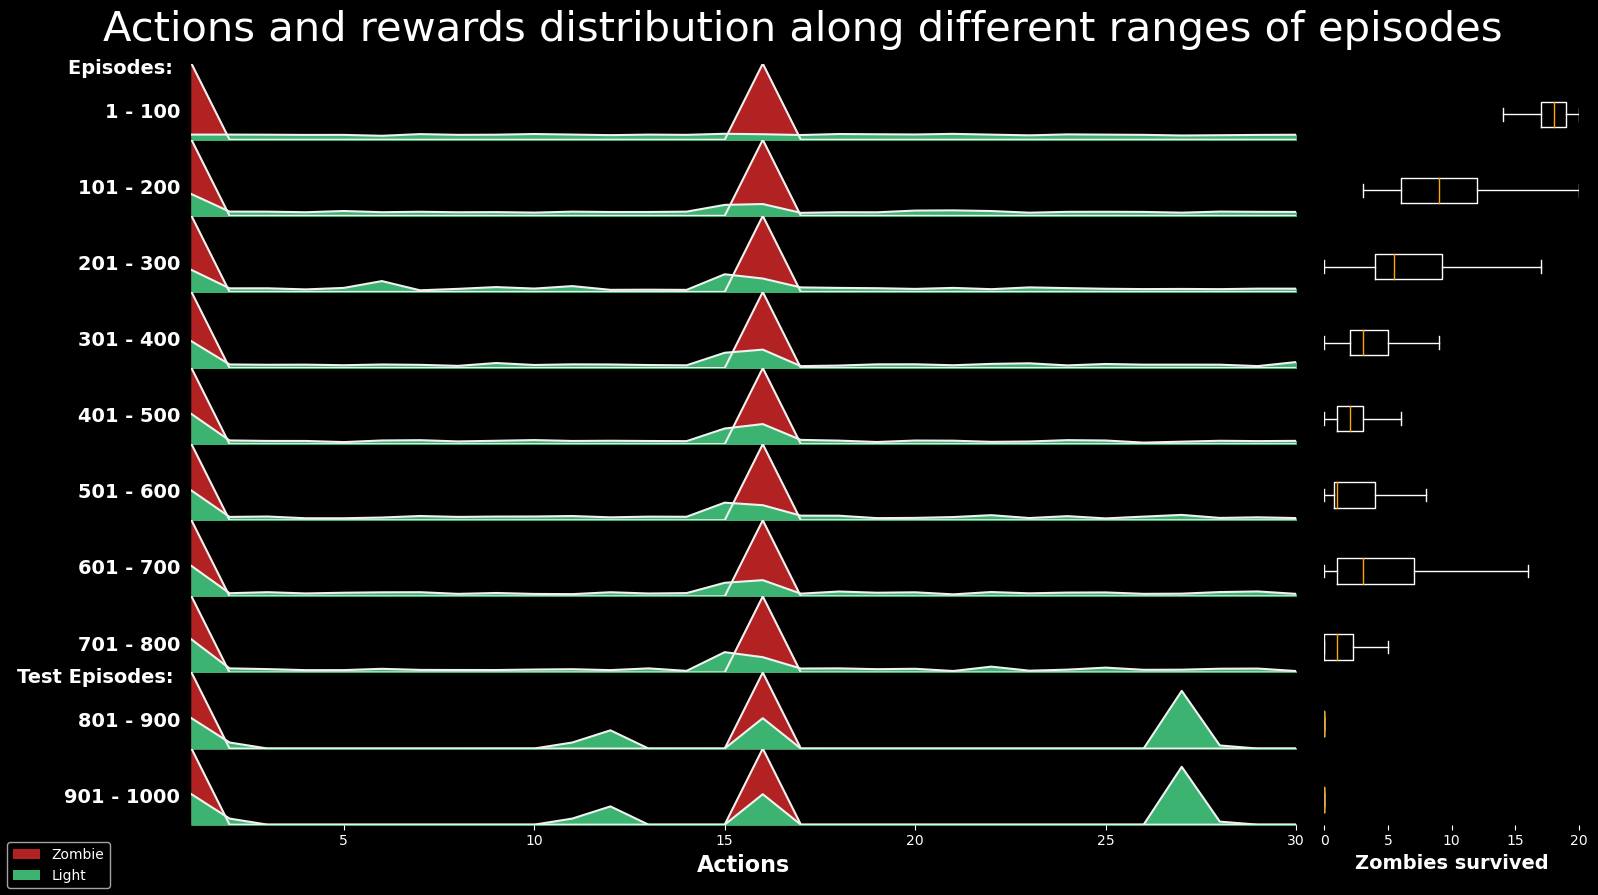 Actions and rewards distribution along different ranges of episodes
Episodes:
1 - 100
101 - 200
201 - 300
301 - 400
401 - 500
501 - 600
601 - 700
701 - 800
Test Episodes:
801 - 900
901 - 1000
5 10 15 20 25 30
0 5 10 15 20
Actions
Zombies survived
Zombie
Light